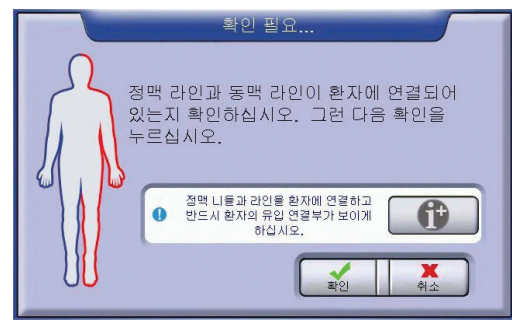 확인 필요...
정맥 라인과 동맥 라인이 환자에 연결되어
있는지 확인하십시오. 그런 다음 확인을
누르십시오.
정맥 니들과 라인을 환자에 연결하고
반드시 환자의 유입 연결부가 보이게
하십시오.
확인
취소